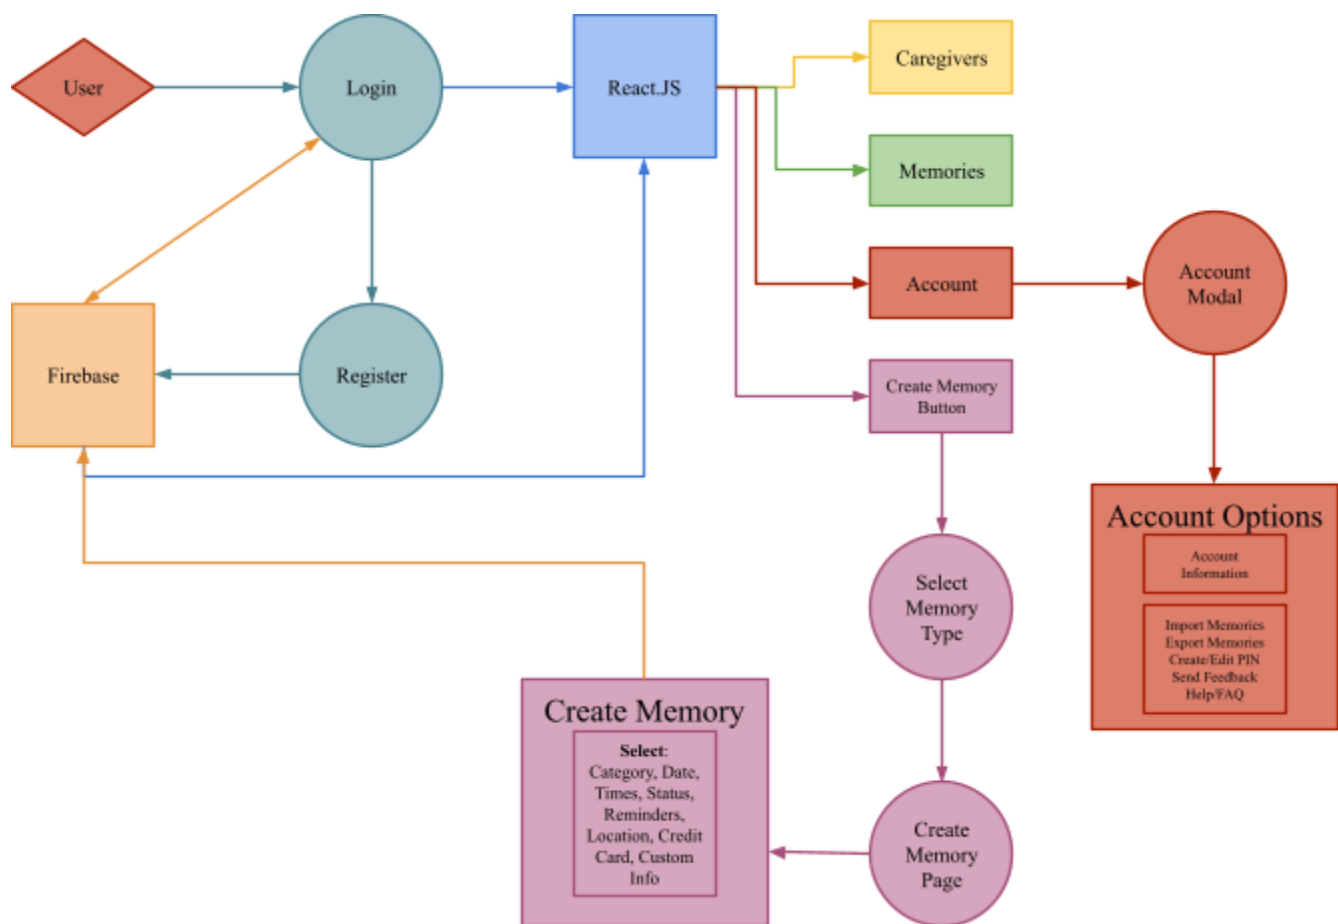 User
Login
React.JS
Caregivers
Memories
Account
Account
Modal
Firebase
Register
Create Memory
Button
Account Options
Account
Information
Import Memories
Export Memories
Create/Edit PIN
Send Feedback
Help/FAQ
Select
Memory
Type
Create Memory
Select:
Category, Date,
Times, Status,
Reminders,
Location, Credit
Card, Custom
Info
Create
Memory
Page